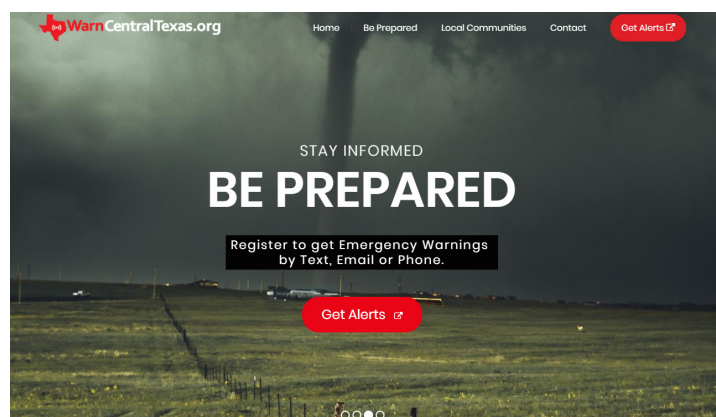 WarnCentralTexas.org
Home Be Prepared Local Communities Contact Get Alerts
STAY INFORMED
BE PREPARED
Register to get Emergency Warnings
by Text, Email or Phone.
Get Alerts